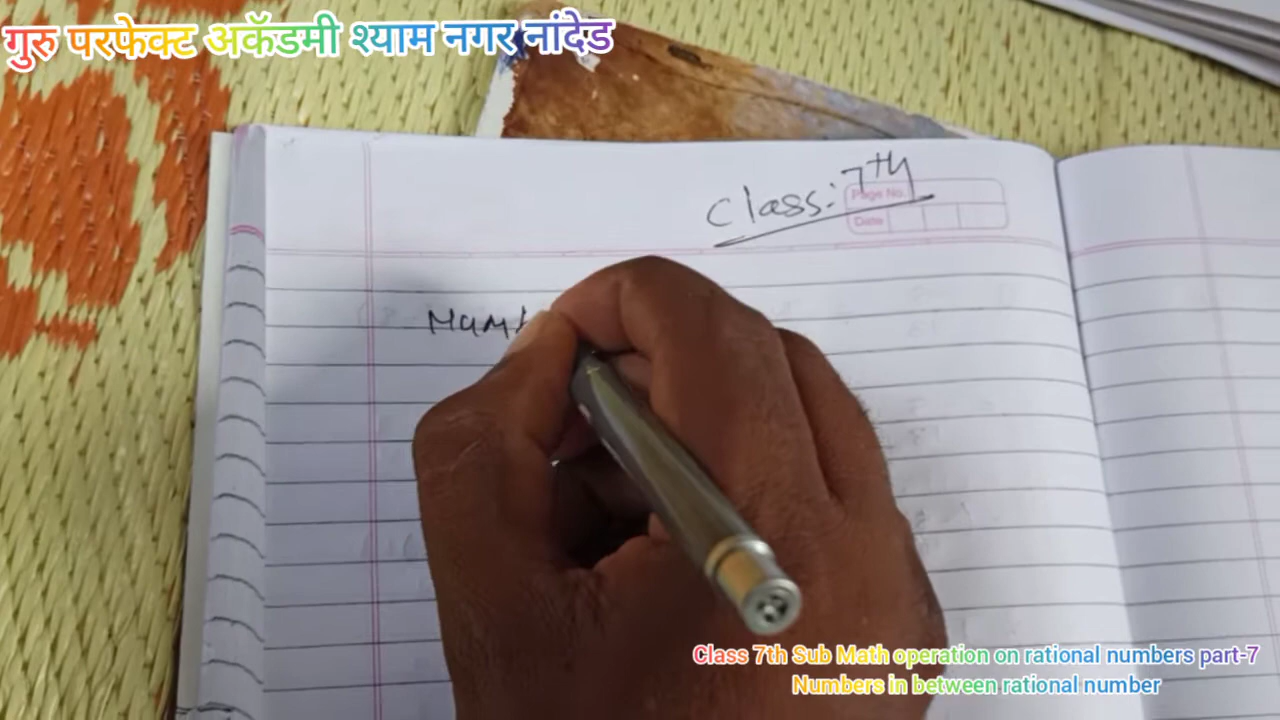 गुरु परफेक्ट अकॅडमी श्याम नगर नांदेड
Class: 7th
Page No.
Date
Class 7th Sub Math operation on rational numbers part-7
Numbers in between rational number